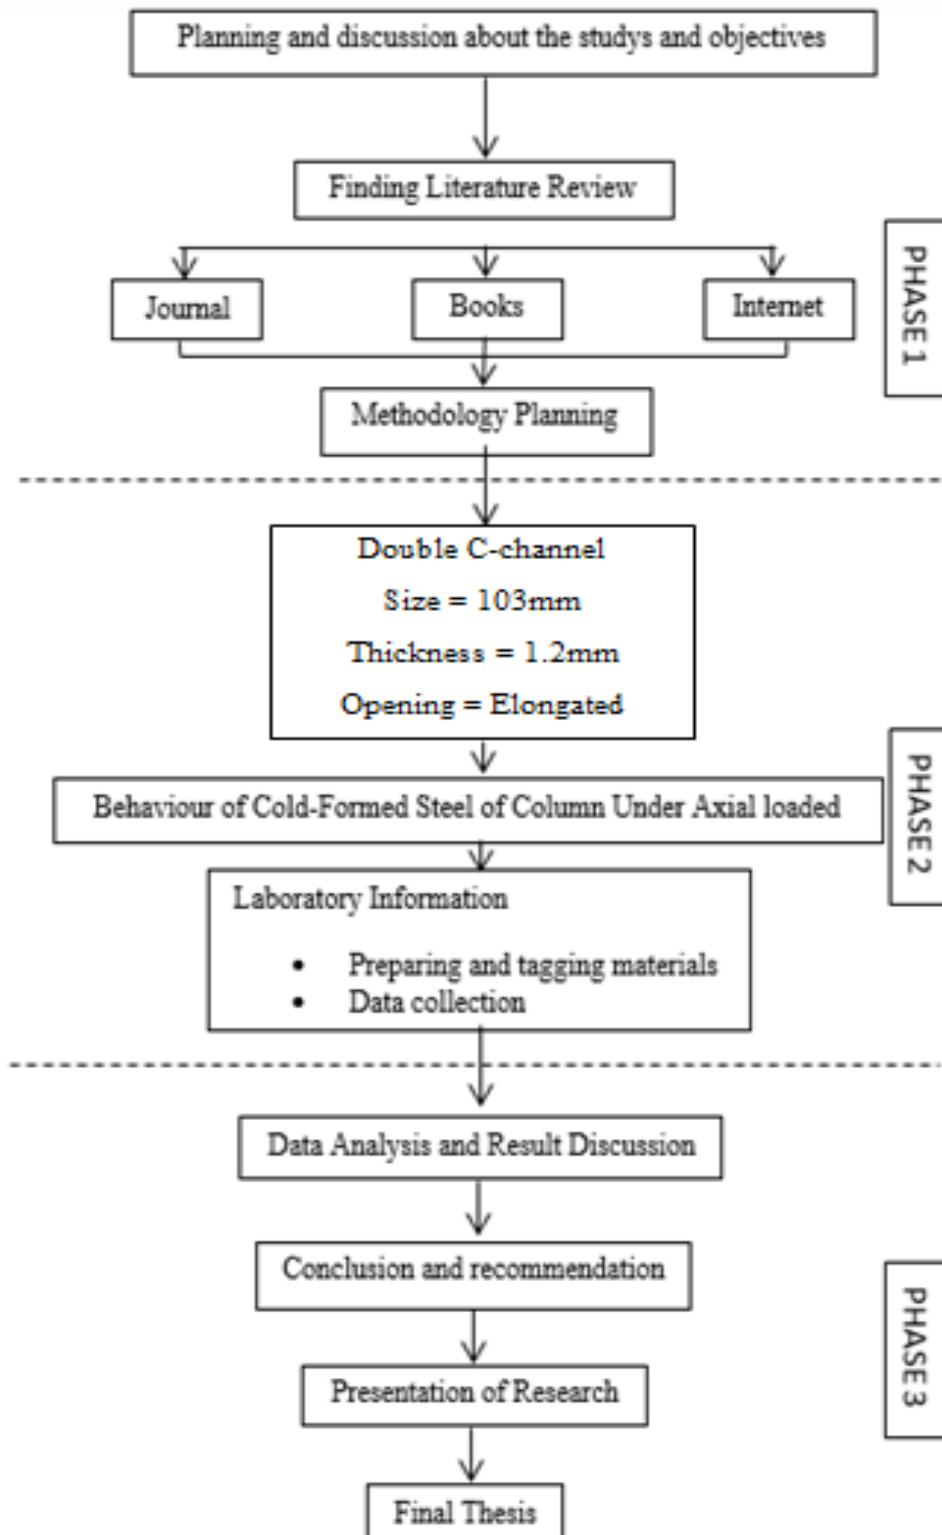 Planning and discussion about the studys and objectives
Finding Literature Review
Journal
Books
Internet
PHASE 1
Methodology Planning
Double C-channel
Size = 103mm
Thickness = 1.2mm
Opening = Elongated
Behaviour of Cold-Formed Steel of Column Under Axial loaded
PHASE 2
Laboratory Information
• Preparing and tagging materials
• Data collection
Data Analysis and Result Discussion
Conclusion and recommendation
PHASE 3
Presentation of Research
Final Thesis